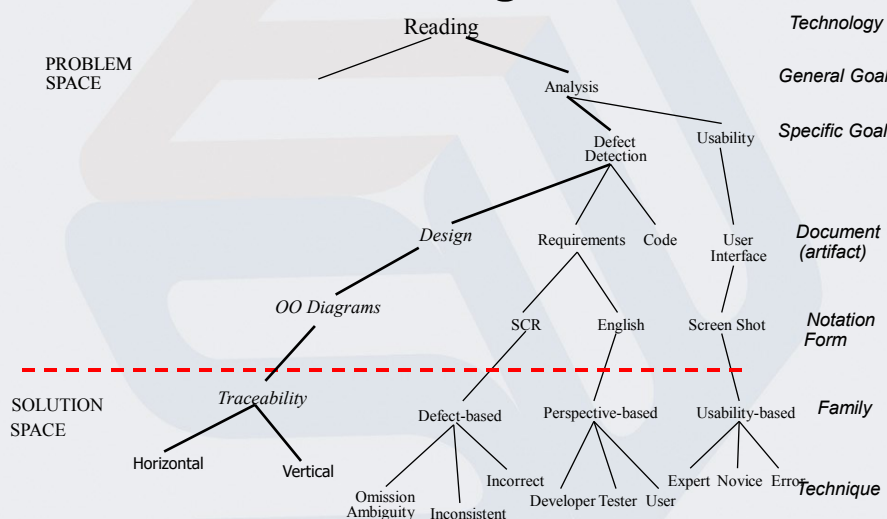 Reading
Technology
PROBLEM
SPACE
General Goal
Analysis
Specific Goal
Usability
Defect
Detection
Design
Requirements
Code
User
Interface
Document
(artifact)
OO Diagrams
SCR
English
Screen Shot
Notation
Form
SOLUTION
SPACE
Traceability
Defect-based
Perspective-based
Usability-based
Family
Horizontal
Vertical
Omission
Ambiguity
Inconsistent
Incorrect
Developer
Tester
User
Expert
Novice
Error
Technique